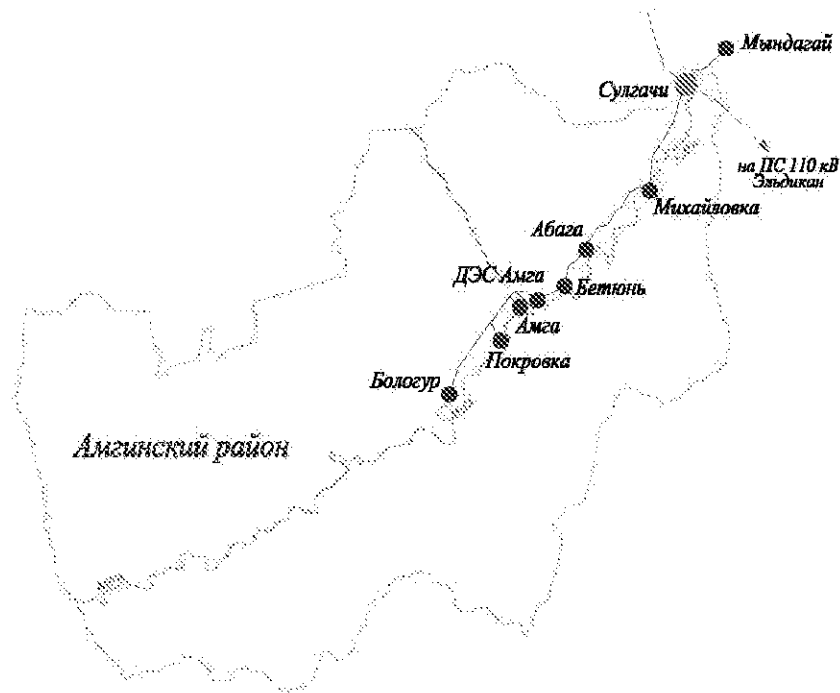 Мындагай
Сулгачи
на ПС 110 кВ
Эльдикан
Михайловка
Абага
ДЭС Амга
Бетюнь
Амга
Покровка
Бологур
Амгинский район